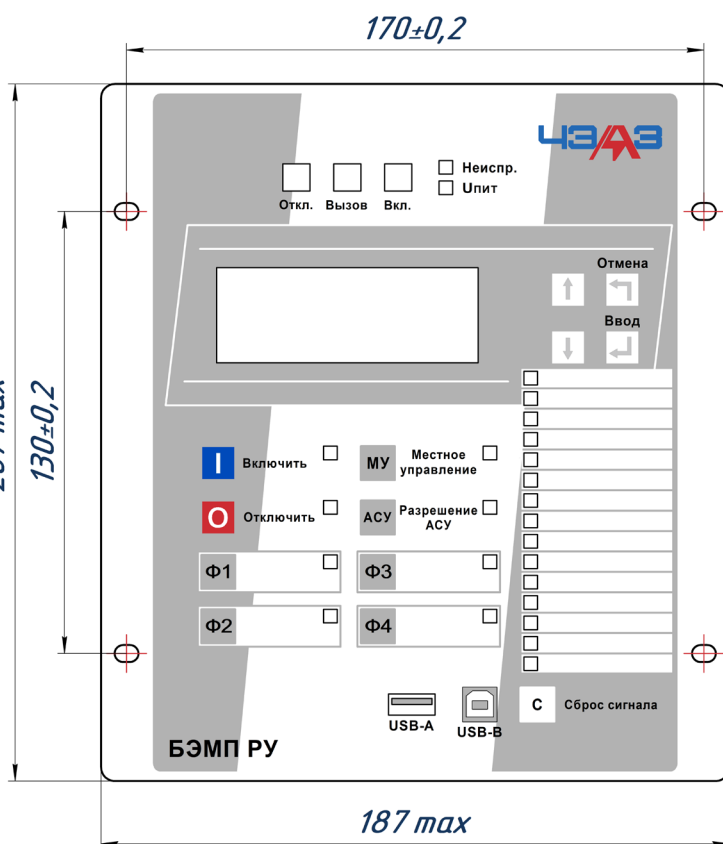 170±0,2
ЧЭАЗ
Неиспр.
Uпит
Откл. Вызов Вкл.
Отмена
Ввод
130±0,2
I Включить
МУ Местное
управление
O Отключить
АСУ Разрешение
АСУ
Ф1
Ф3
Ф2
Ф4
C Сброс сигнала
USB-A
USB-B
БЭМП РУ
187 max